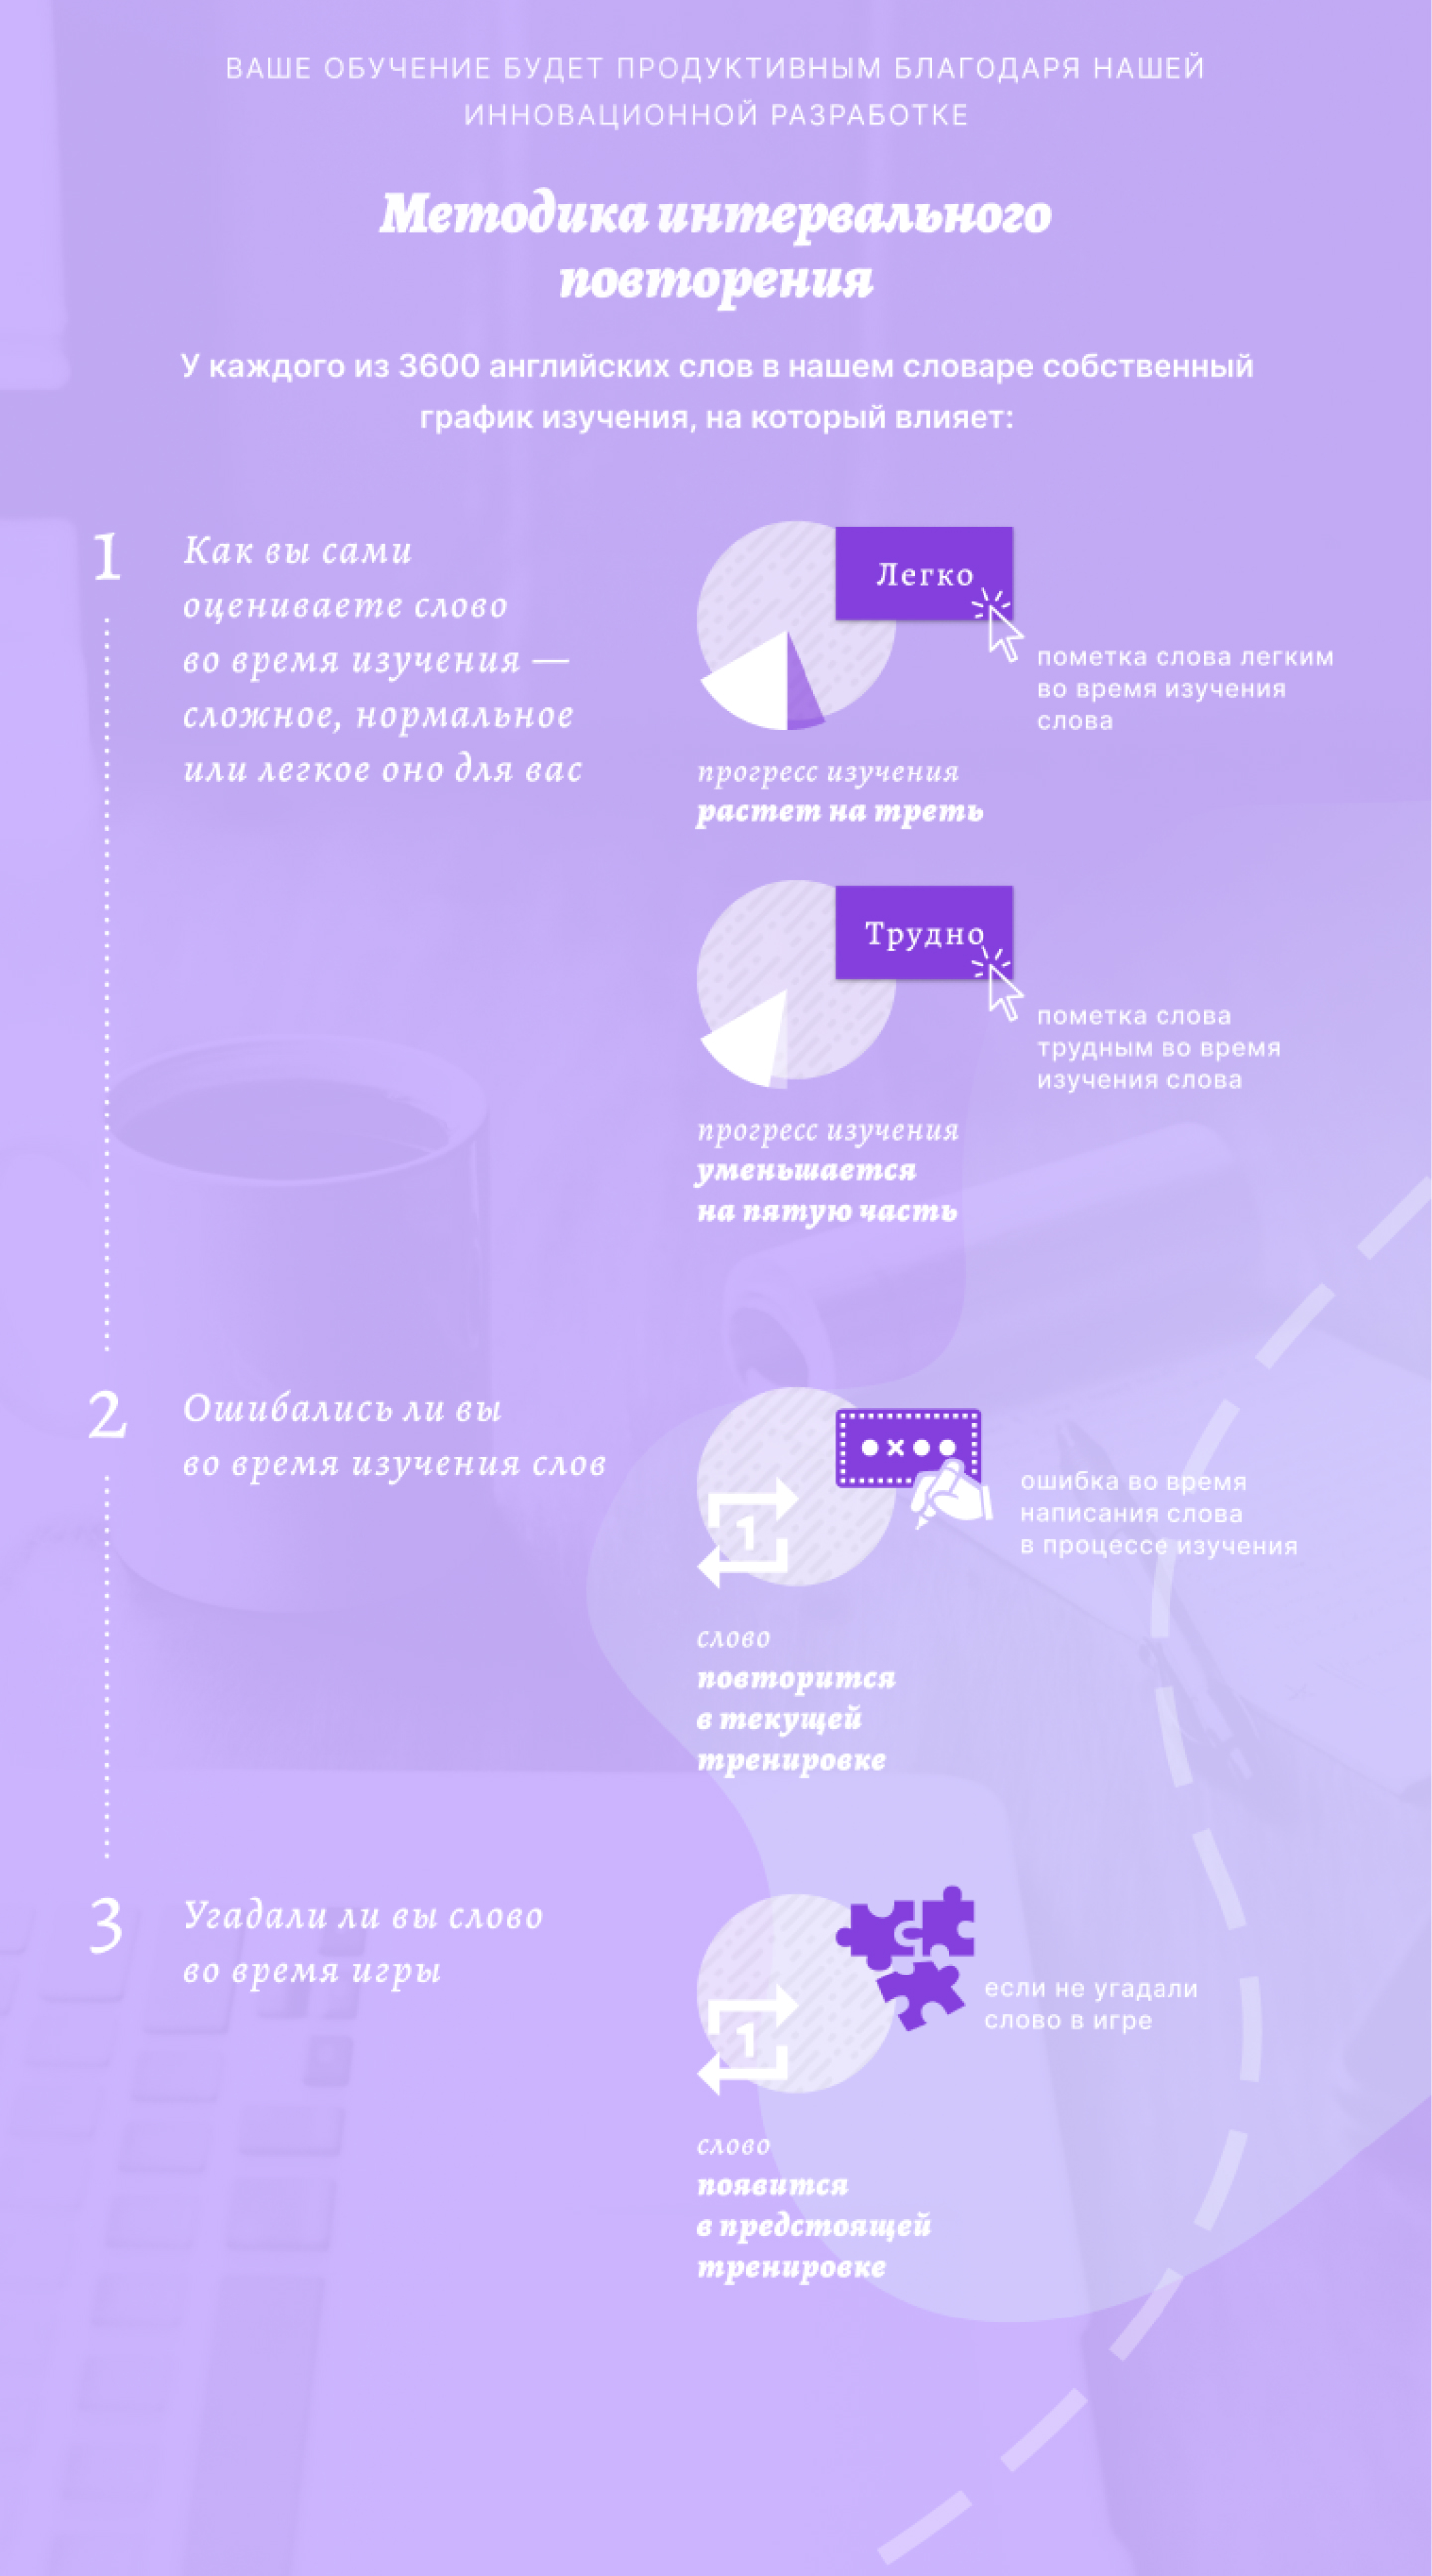 ВАШЕ ОБУЧЕНИЕ БУДЕТ ПРОДУКТИВНЫМ БЛАГОДАРЯ НАШЕЙ
ИННОВАЦИОННОЙ РАЗРАБОТКЕ
Методика интервального
повторения
У каждого из 3600 английских слов в нашем словаре собственный
график изучения, на который влияет:
1
Как вы сами
оцениваете слово
во время изучения —
сложное, нормальное
или легкое оно для вас
Легко
пометка слова легким
во время изучения
слова
прогресс изучения
растет на треть
Трудно
пометка слова
трудным во время
изучения слова
прогресс изучения
уменьшается
на пятую часть
2
Ошибались ли вы
во время изучения слов
1
ошибка во время
написания слова
в процессе изучения
слово
повторится
в текущей
тренировке
3
Угадали ли вы слово
во время игры
1
если не угадали
слово в игре
слово
появится
в предстоящей
тренировке